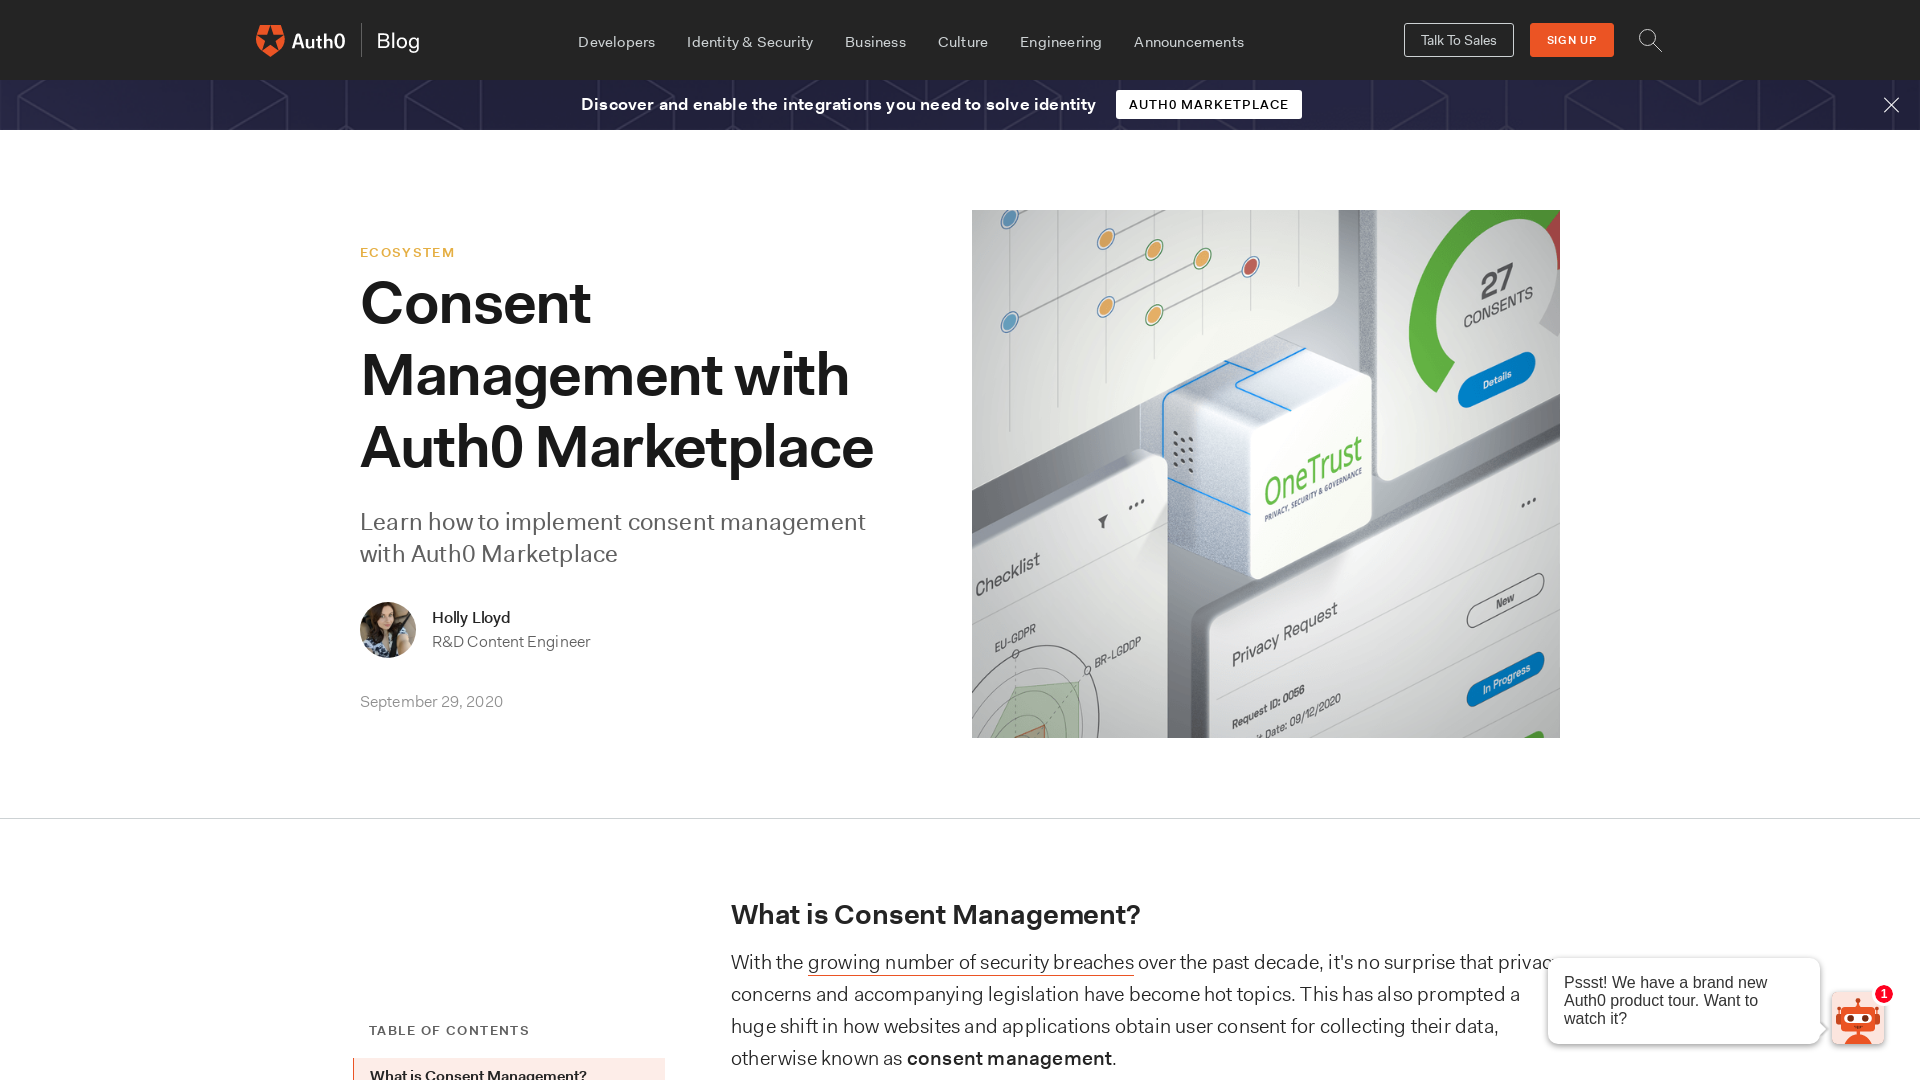 Auth0
Blog
Developers
Identity & Security
Business
Culture
Engineering
Announcements
Talk To Sales
SIGN UP
Discover and enable the integrations you need to solve identity
AUTH0 MARKETPLACE
ECOSYSTEM
Consent
Management with
Auth0 Marketplace
Learn how to implement consent management
with Auth0 Marketplace
Holly Lloyd
R&D Content Engineer
September 29, 2020
27
CONSENTS
Details
OneTrust
PRIVACY, SECURITY & GOVERNANCE
Checklist
EU-GDPR
BR-LGDDP
Privacy Request
New
Request ID: 0056
In Progress
Date: 09/12/2020
What is Consent Management?
With the growing number of security breaches over the past decade, it's no surprise that privacy
concerns and accompanying legislation have become hot topics. This has also prompted a
huge shift in how websites and applications obtain user consent for collecting their data,
otherwise known as consent management.
TABLE OF CONTENTS
What is Consent Management?
Pssst! We have a brand new
Auth0 product tour. Want to
watch it?
1